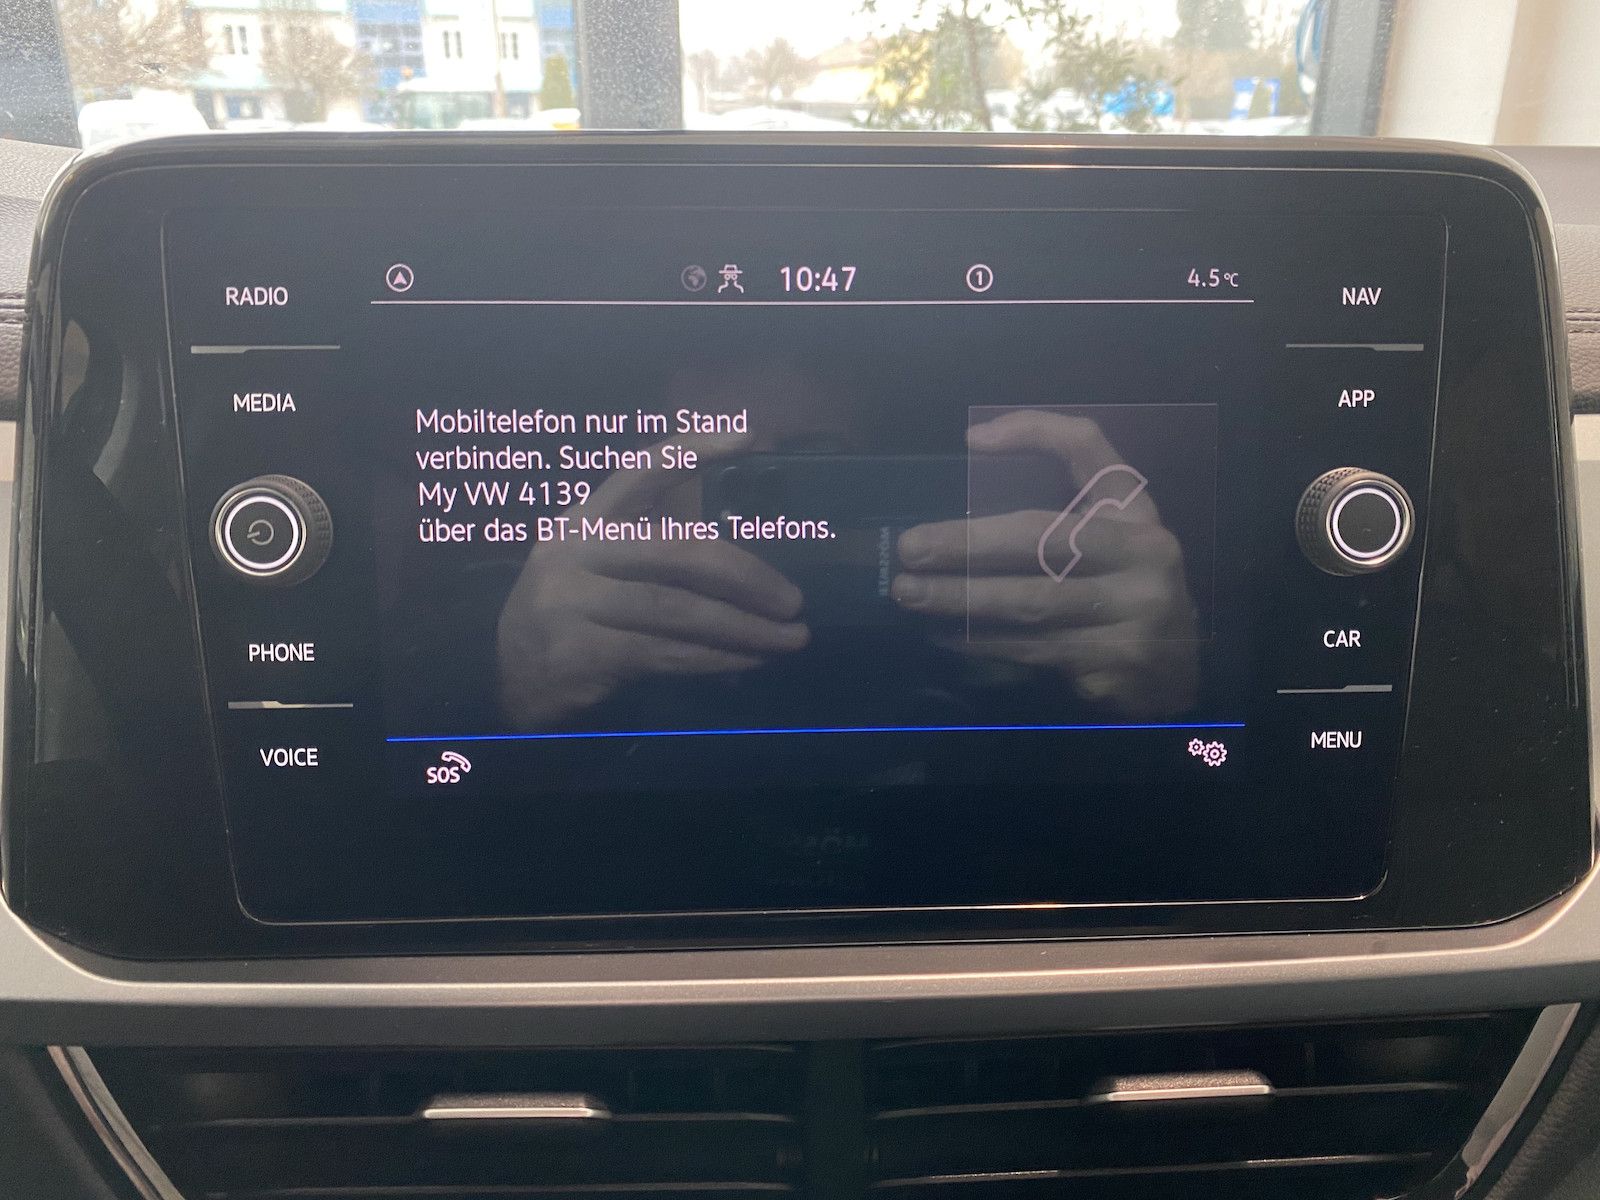 RADIO
MEDIA
PHONE
VOICE
10:47
1
4.5°C
Mobiltelefon nur im Stand
verbinden. Suchen Sie
My VW 4139
über das BT-Menü Ihres Telefons.
SOS
NAV
APP
CAR
MENU